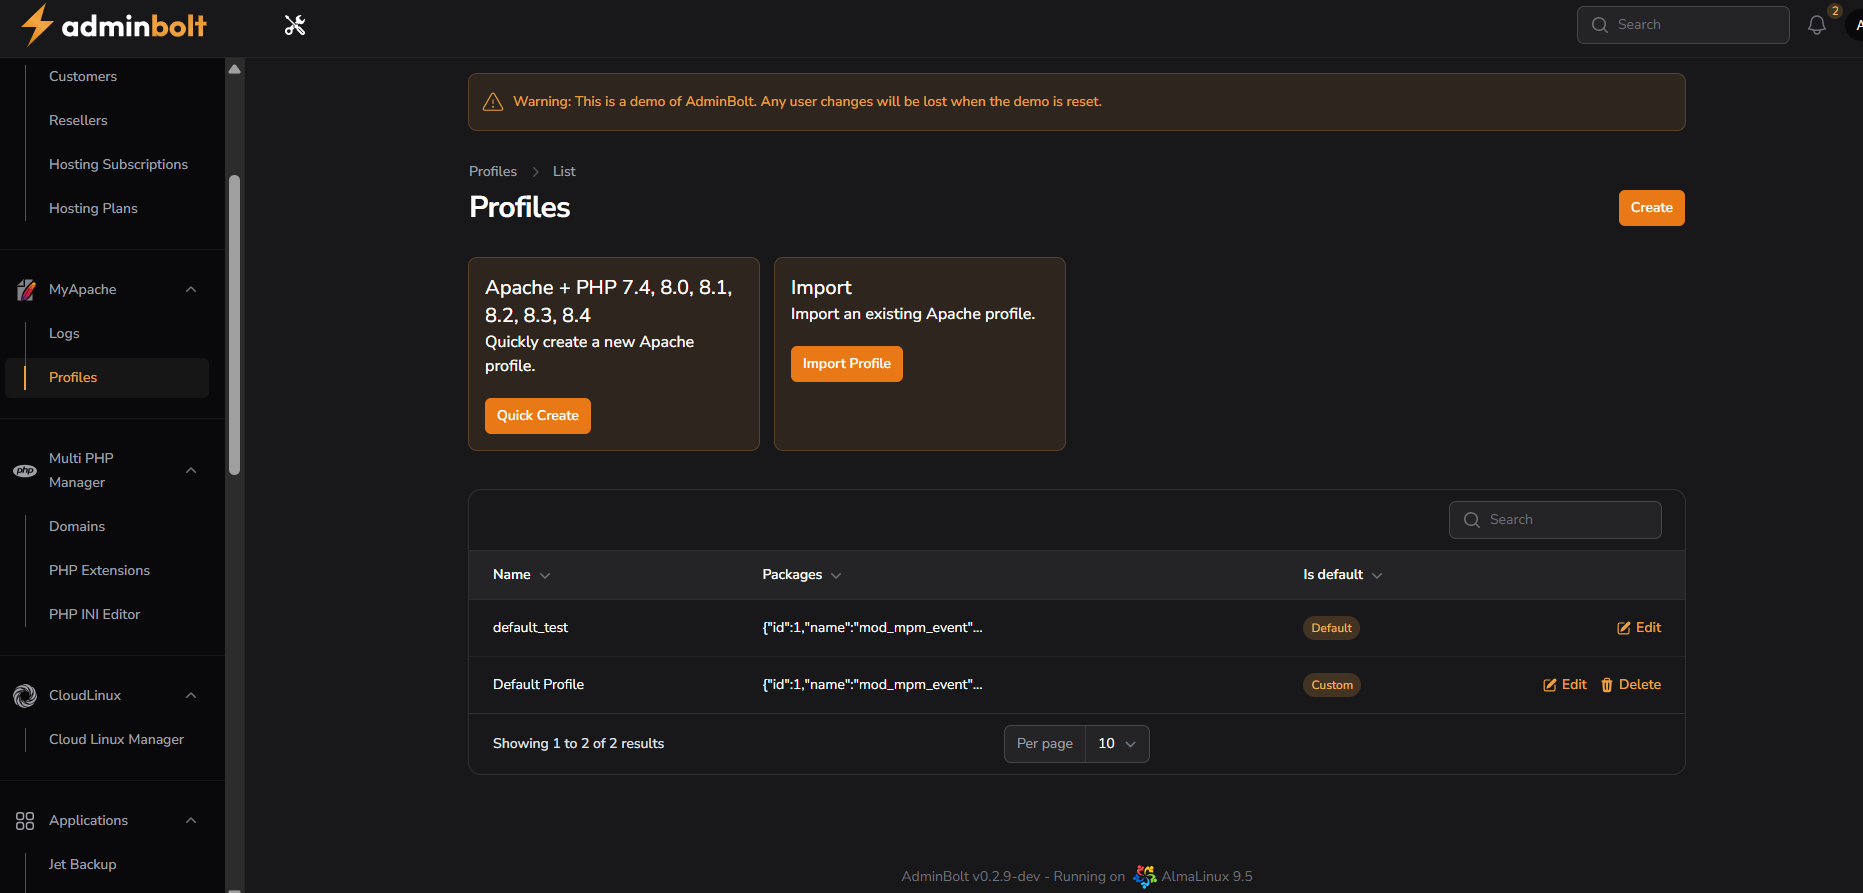 adminbolt
Search
2
A
Customers
Resellers
Hosting Subscriptions
Hosting Plans
MyApache
Logs
Profiles
php
Multi PHP
Manager
Domains
PHP Extensions
PHP INI Editor
CloudLinux
Cloud Linux Manager
Applications
Jet Backup
Warning: This is a demo of AdminBolt. Any user changes will be lost when the demo is reset.
Profiles > List
Profiles
Create
Apache + PHP 7.4, 8.0, 8.1,
8.2, 8.3, 8.4
Quickly create a new Apache
profile.
Quick Create
Import
Import an existing Apache profile.
Import Profile
Search
Name Packages Is default
default_test {"id":1,"name":"mod_mpm_event"... Default Edit
Default Profile {"id":1,"name":"mod_mpm_event"... Custom Edit Delete
Showing 1 to 2 of 2 results Per page 10
AdminBolt v0.2.9-dev - Running on AlmaLinux 9.5